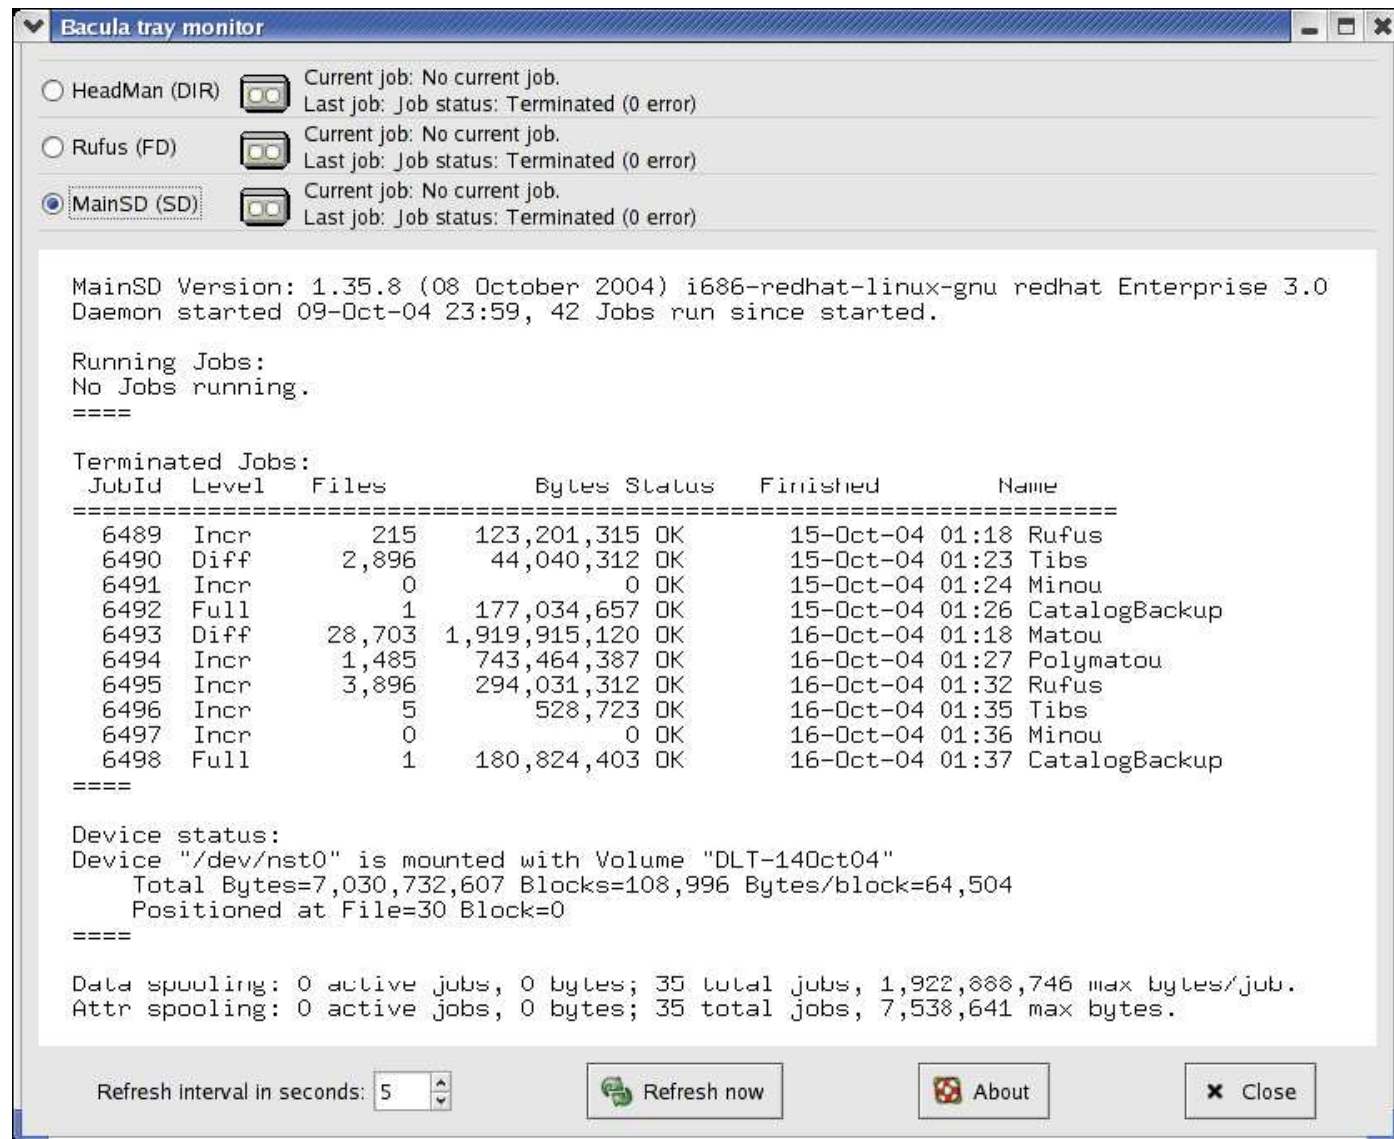 Bacula tray monitor
HeadMan (DIR)
Current job: No current job.
Last job: Job status: Terminated (0 error)
Rufus (FD)
Current job: No current job.
Last job: Job status: Terminated (0 error)
MainSD (SD)
Current job: No current job.
Last job: Job status: Terminated (0 error)
MainSD Version: 1.35.8 (08 October 2004) i686-redhat-linux-gnu redhat Enterprise 3.0
Daemon started 09-Oct-04 23:59, 42 Jobs run since started.
Running Jobs:
No Jobs running.
====
Terminated Jobs:
JobId Level Files Bytes Status Finished Name
======================================================================
6489 Incr 215 123,201,315 OK 15-Oct-04 01:18 Rufus
6490 Diff 2,896 44,040,312 OK 15-Oct-04 01:23 Tibs
6491 Incr 0 0 OK 15-Oct-04 01:24 Minou
6492 Full 1 177,034,657 OK 15-Oct-04 01:26 CatalogBackup
6493 Diff 28,703 1,919,915,120 OK 16-Oct-04 01:18 Matou
6494 Incr 1,485 743,464,387 OK 16-Oct-04 01:27 Polymatou
6495 Incr 3,896 294,031,312 OK 16-Oct-04 01:32 Rufus
6496 Incr 5 528,723 OK 16-Oct-04 01:35 Tibs
6497 Incr 0 0 OK 16-Oct-04 01:36 Minou
6498 Full 1 180,824,403 OK 16-Oct-04 01:37 CatalogBackup
====
Device status:
Device "/dev/nst0" is mounted with Volume "DLT-14Oct04"
Total Bytes=7,030,732,607 Blocks=108,996 Bytes/block=64,504
Positioned at File=30 Block=0
====
Data spooling: 0 active jobs, 0 bytes; 35 total jobs, 1,922,888,746 max bytes/job.
Attr spooling: 0 active jobs, 0 bytes; 35 total jobs, 7,538,641 max bytes.
Refresh interval in seconds: 5
Refresh now
About
Close